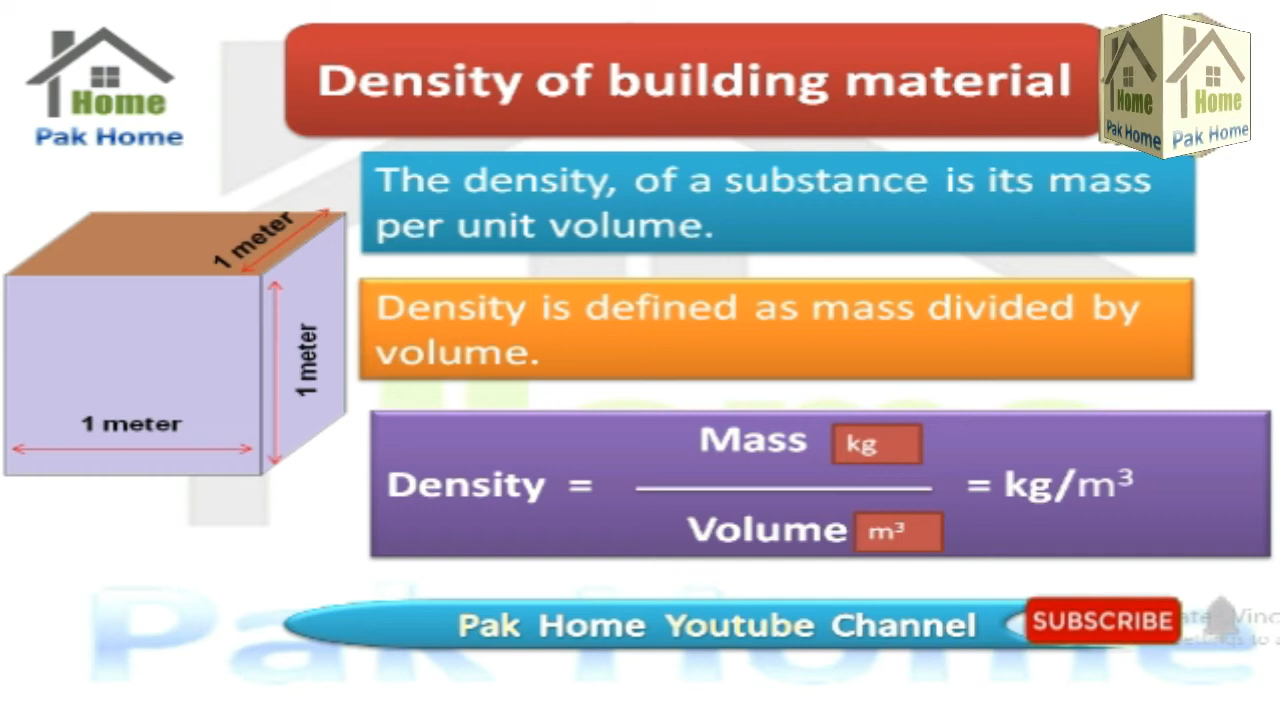 Home
Pak Home
Density of building material
Home
Home
Pak Home
Pak Home
The density, of a substance is its mass
per unit volume.
1 meter
1 meter
1 meter
Density is defined as mass divided by
volume.
Mass kg
Density = = kg/m³
Volume m³
Pak Home Youtube Channel
SUBSCRIBE
Pak Home